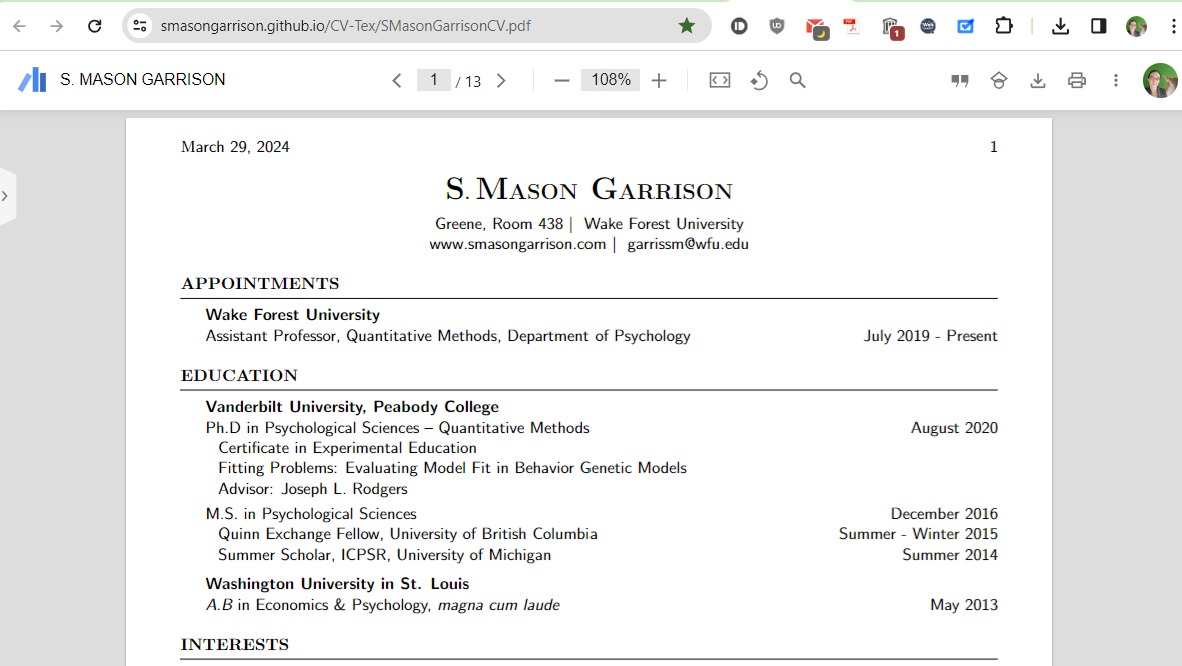 smasongarrison.github.io/CV-Tex/SMasonGarrisonCV.pdf
S. MASON GARRISON
1 / 13
108%
March 29, 2024 1
S. Mason Garrison
Greene, Room 438 | Wake Forest University
www.smasongarrison.com | garrissm@wfu.edu
APPOINTMENTS
Wake Forest University
Assistant Professor, Quantitative Methods, Department of Psychology July 2019 - Present
EDUCATION
Vanderbilt University, Peabody College
Ph.D in Psychological Sciences – Quantitative Methods August 2020
Certificate in Experimental Education
Fitting Problems: Evaluating Model Fit in Behavior Genetic Models
Advisor: Joseph L. Rodgers
M.S. in Psychological Sciences December 2016
Quinn Exchange Fellow, University of British Columbia Summer - Winter 2015
Summer Scholar, ICPSR, University of Michigan Summer 2014
Washington University in St. Louis
A.B in Economics & Psychology, magna cum laude May 2013
INTERESTS